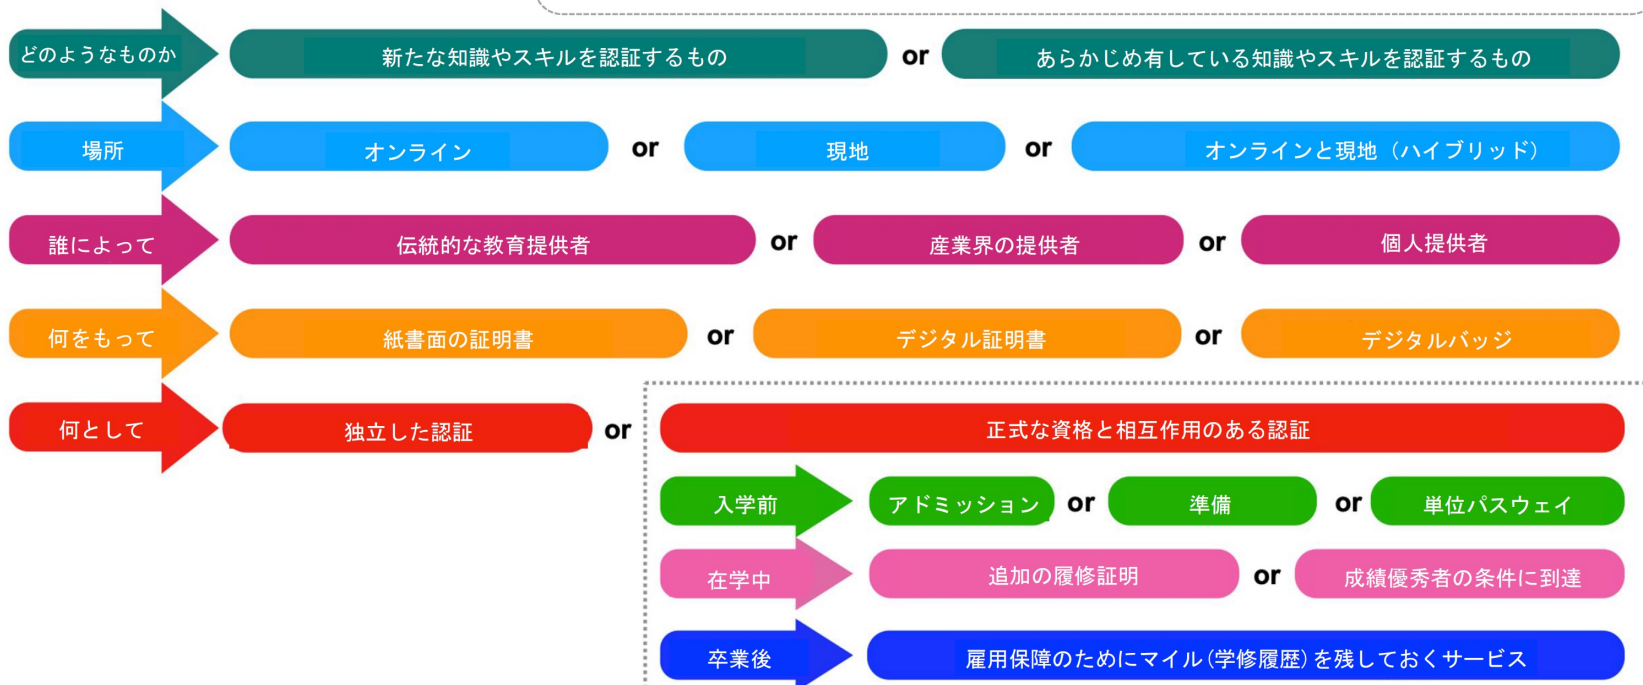 どのようなものか 新たな知識やスキルを認証するもの or あらかじめ有している知識やスキルを認証するもの
場所 オンライン or 現地 or オンラインと現地（ハイブリッド）
誰によって 伝統的な教育提供者 or 産業界の提供者 or 個人提供者
何をもって 紙書面の証明書 or デジタル証明書 or デジタルバッジ
何として 独立した認証 or 正式な資格と相互作用のある認証
入学前 アドミッション or 準備 or 単位パスウェイ
在学中 追加の履修証明 or 成績優秀者の条件に到達
卒業後 雇用保障のためにマイル(学修履歴)を残しておくサービス